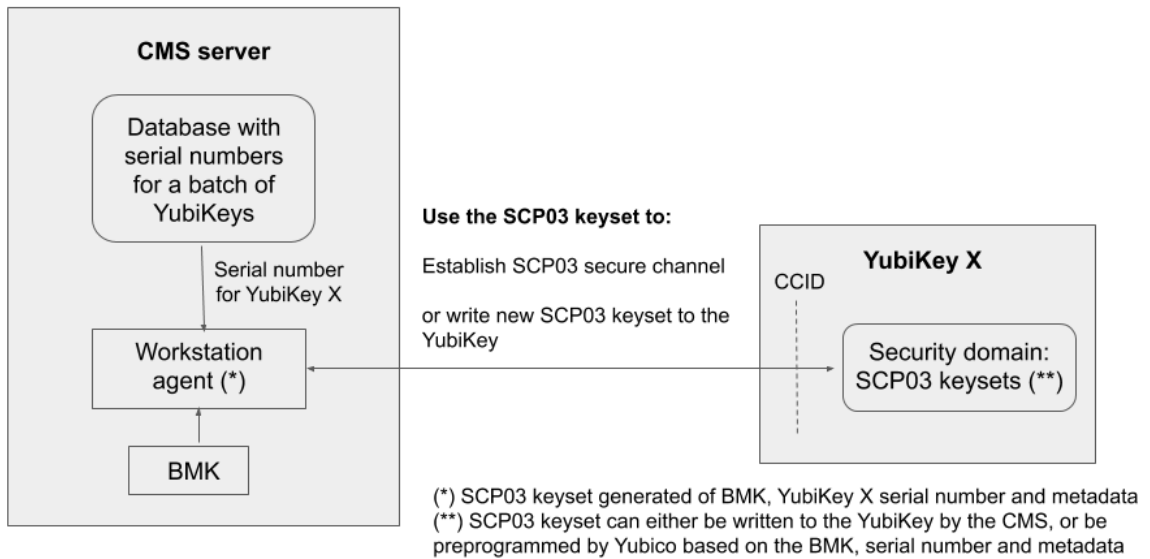 CMS server
Database with
serial numbers
for a batch of
YubiKeys
Serial number
for YubiKey X
Workstation
agent (*)
BMK
Use the SCP03 keyset to:
Establish SCP03 secure channel
or write new SCP03 keyset to the
YubiKey
YubiKey X
CCID
Security domain:
SCP03 keysets (**)
(*) SCP03 keyset generated of BMK, YubiKey X serial number and metadata
(**) SCP03 keyset can either be written to the YubiKey by the CMS, or be
preprogrammed by Yubico based on the BMK, serial number and metadata